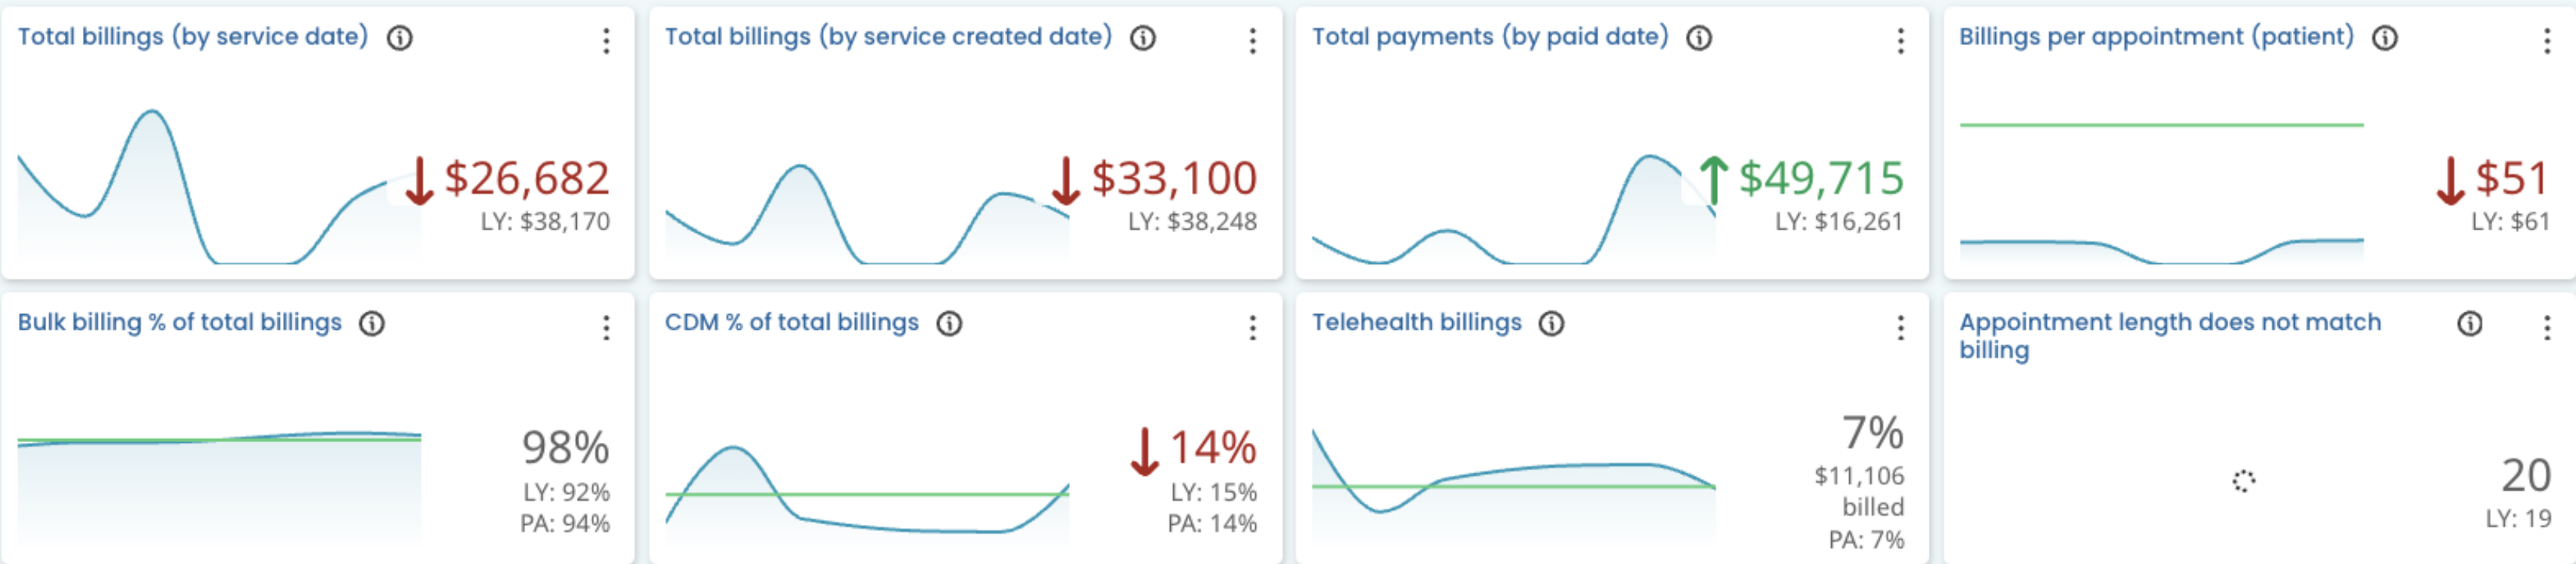 Total billings (by service date)
$26,682
LY: $38,170
Total billings (by service created date)
$33,100
LY: $38,248
Total payments (by paid date)
$49,715
LY: $16,261
Billings per appointment (patient)
$51
LY: $61
Bulk billing % of total billings
98%
LY: 92%
PA: 94%
CDM % of total billings
14%
LY: 15%
PA: 14%
Telehealth billings
7%
$11,106
billed
PA: 7%
Appointment length does not match
billing
20
LY: 19